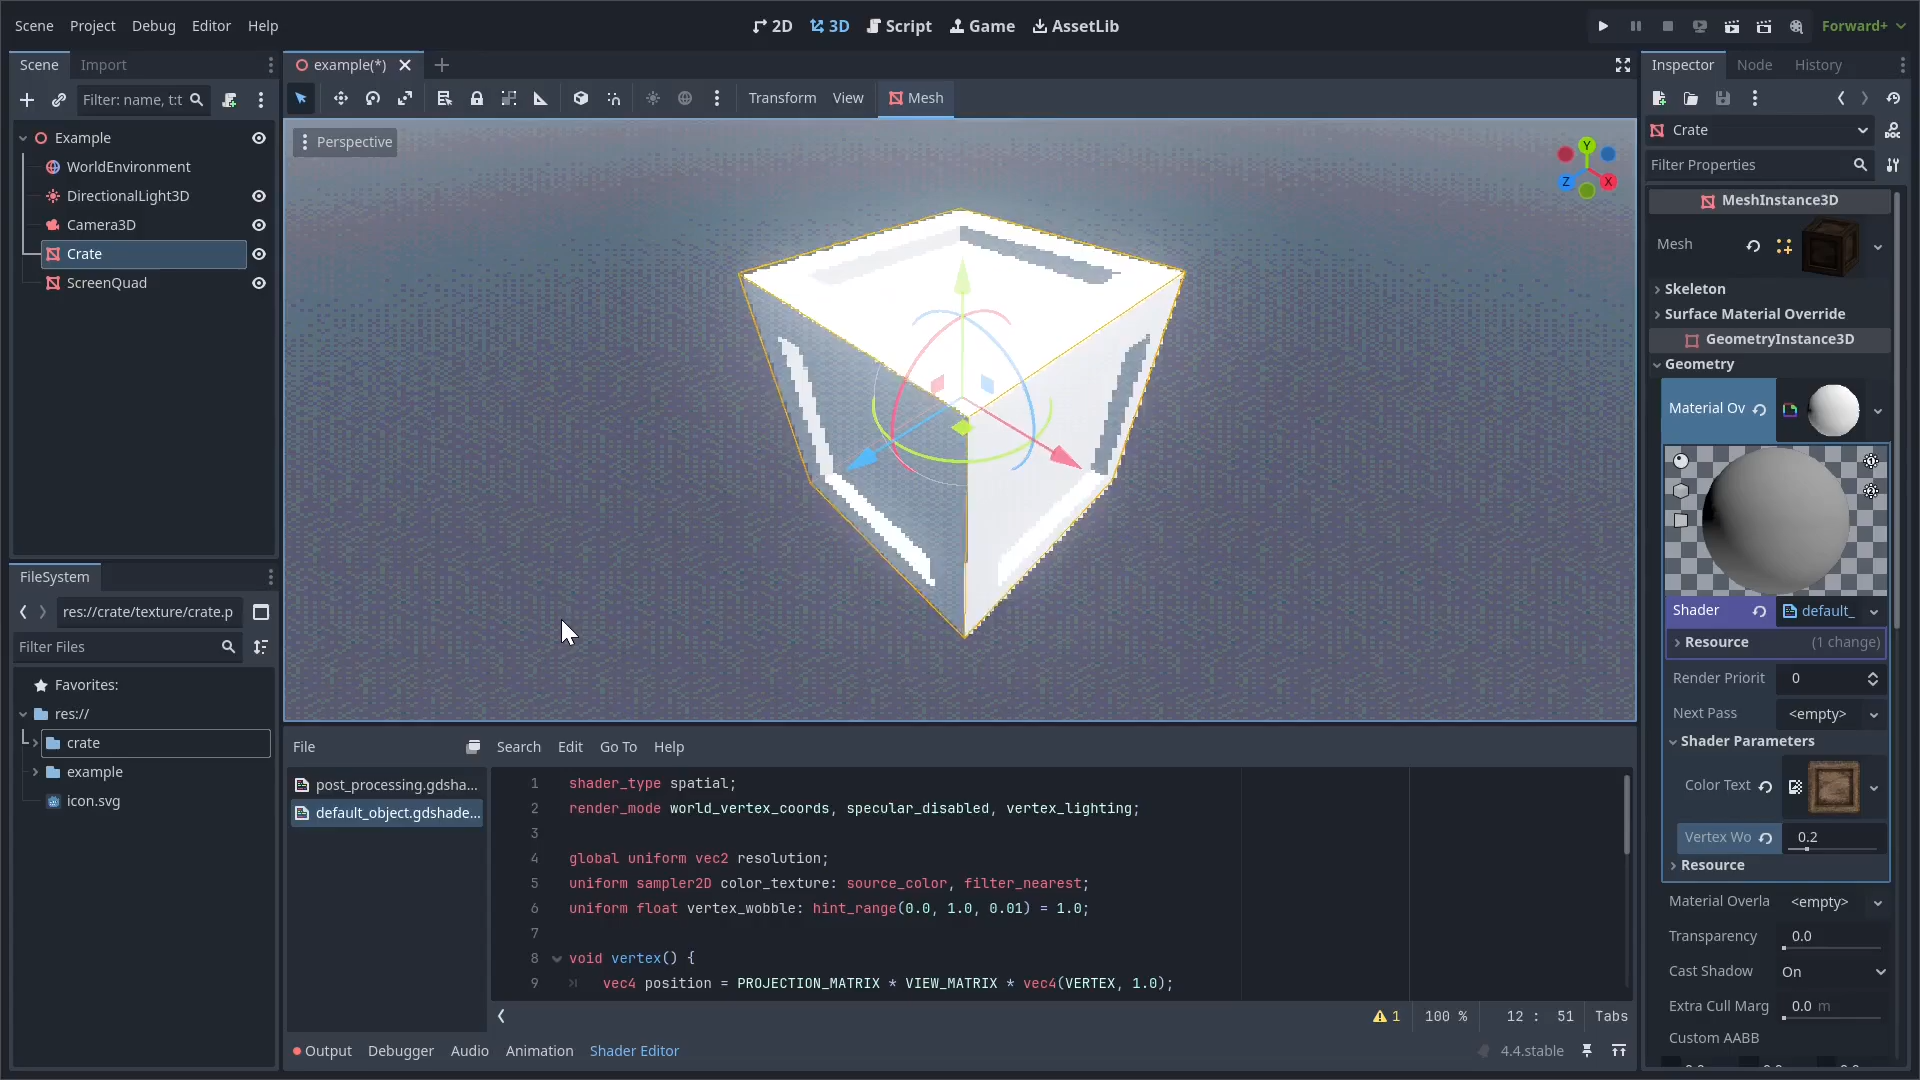 Scene Project Debug Editor Help
2D 3D Script Game AssetLib
Forward+
Scene Import
Filter: name, t:t
Example
WorldEnvironment
DirectionalLight3D
Camera3D
Crate
ScreenQuad
FileSystem
res://crate/texture/crate.p
Filter Files
Favorites:
res://
crate
example
icon.svg
example(*)
Transform View Mesh
Perspective
Y
Z X
File Search Edit Go To Help
post_processing.gdsha...
default_object.gdshade...
1 shader_type spatial;
2 render_mode world_vertex_coords, specular_disabled, vertex_lighting;
3
4 global uniform vec2 resolution;
5 uniform sampler2D color_texture: source_color, filter_nearest;
6 uniform float vertex_wobble: hint_range(0.0, 1.0, 0.01) = 1.0;
7
8 void vertex() {
9 vec4 position = PROJECTION_MATRIX * VIEW_MATRIX * vec4(VERTEX, 1.0);
1 100 % 12 : 51 Tabs
Output Debugger Audio Animation Shader Editor
4.4.stable
Inspector Node History
Crate
Filter Properties
MeshInstance3D
Mesh
Skeleton
Surface Material Override
GeometryInstance3D
Geometry
Material Ov
1
2
Shader default_
Resource (1 change)
Render Priorit 0
Next Pass <empty>
Shader Parameters
Color Text
Vertex Wo 0.2
Resource
Material Overla <empty>
Transparency 0.0
Cast Shadow On
Extra Cull Marg 0.0 m
Custom AABB